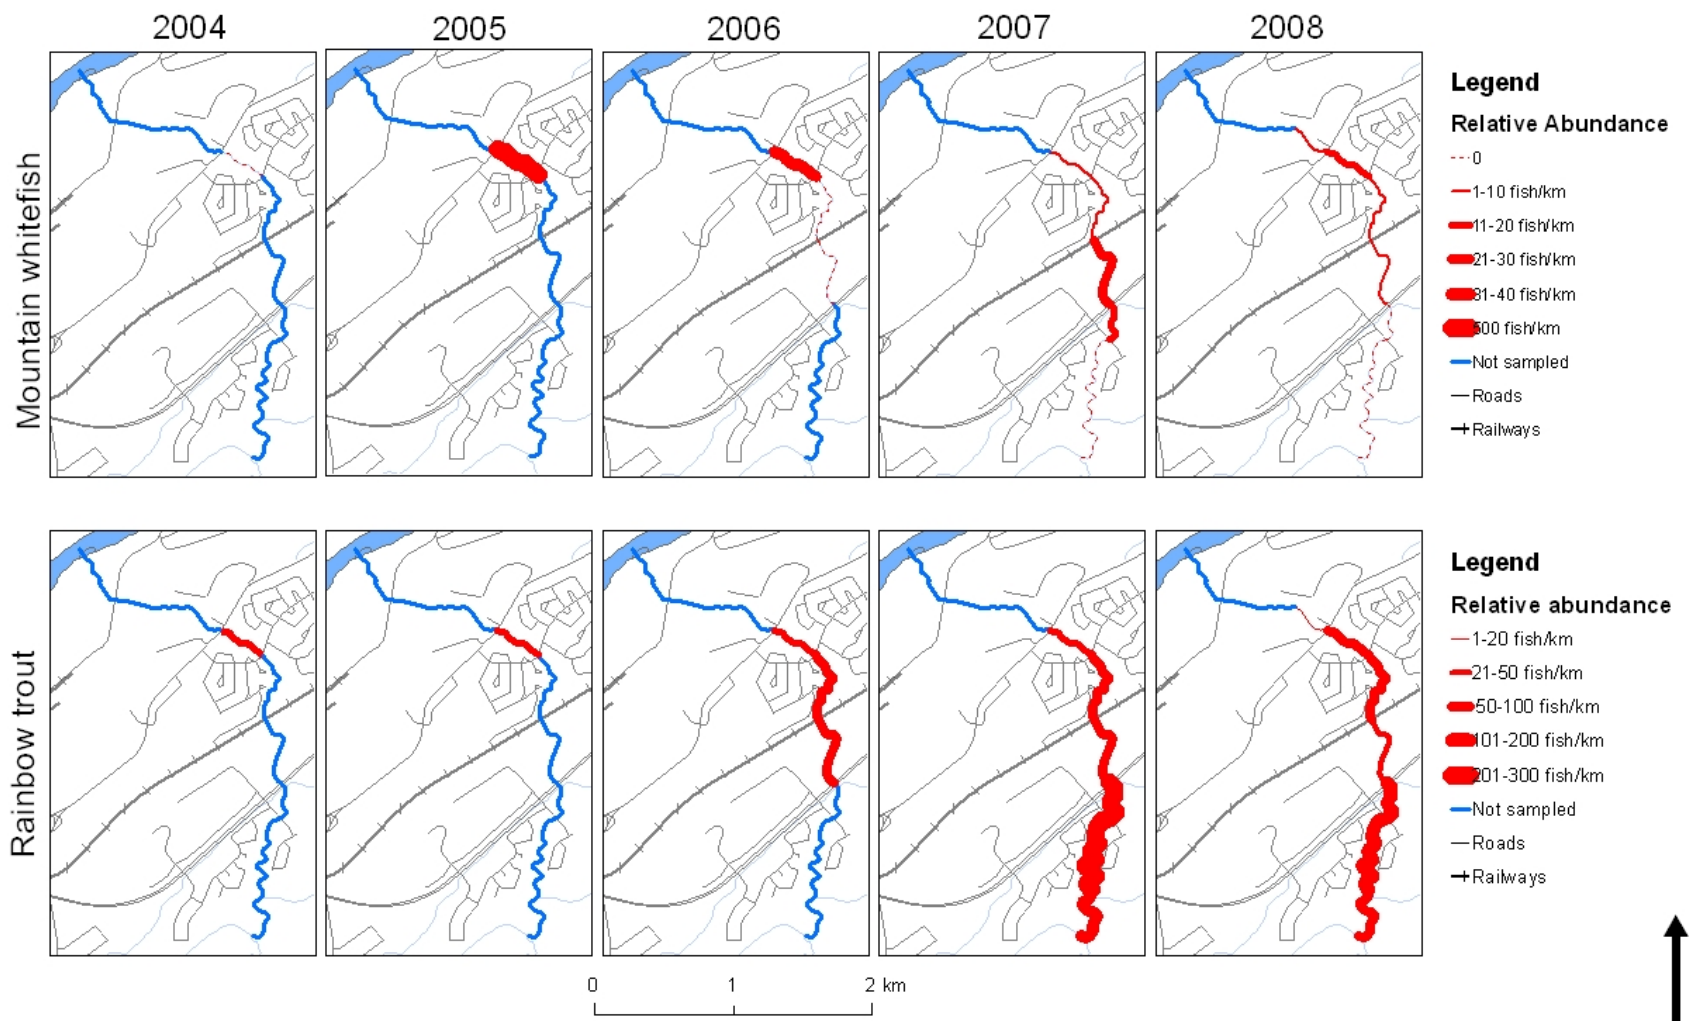 2004 2005 2006 2007 2008
Mountain whitefish
Legend
Relative Abundance
0
1-10 fish/km
11-20 fish/km
21-30 fish/km
31-40 fish/km
500 fish/km
Not sampled
Roads
Railways
Rainbow trout
Legend
Relative abundance
1-20 fish/km
21-50 fish/km
50-100 fish/km
101-200 fish/km
201-300 fish/km
Not sampled
Roads
Railways
0 1 2 km